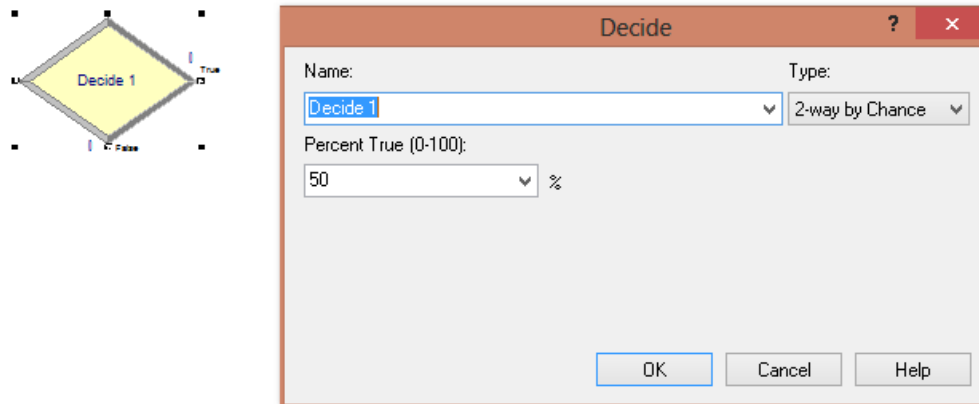 Decide 1
True
False
Decide
?
×
Name:
Type:
Decide 1
2-way by Chance
Percent True (0-100):
50
%
OK
Cancel
Help